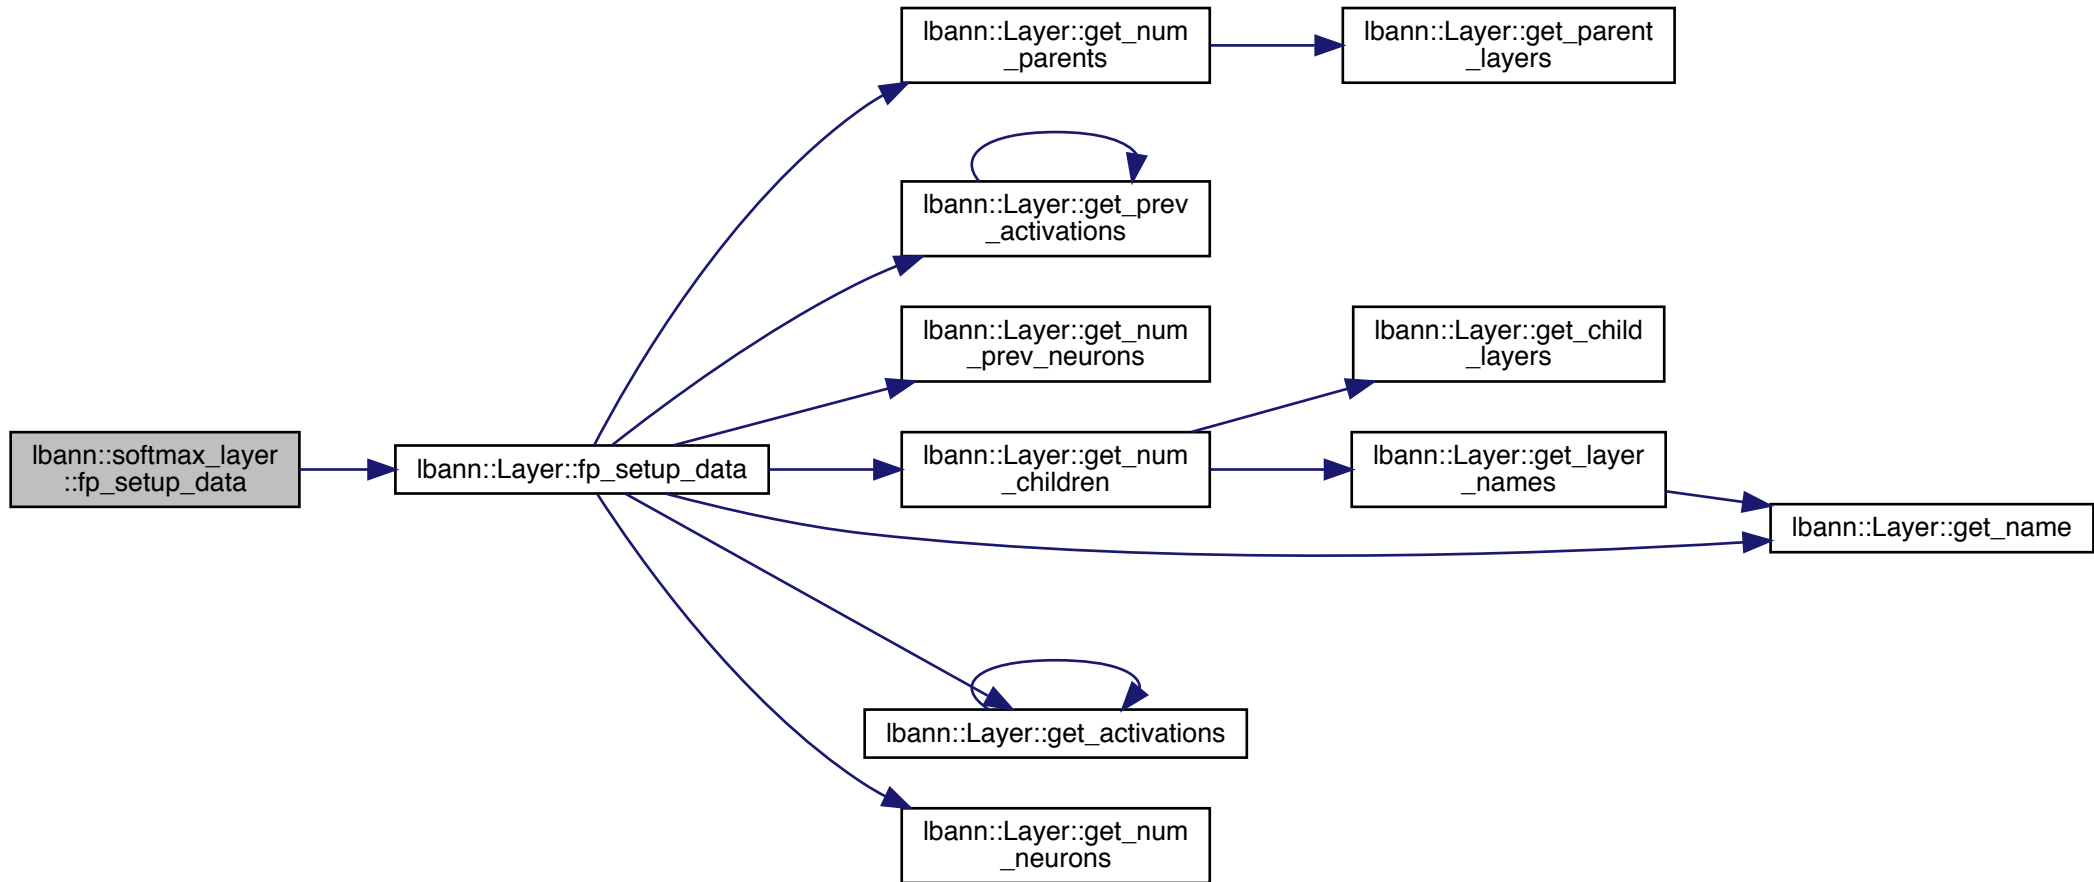 lbann::Layer::get_num
_parents
lbann::Layer::get_parent
_layers
lbann::Layer::get_prev
_activations
lbann::Layer::get_num
_prev_neurons
lbann::Layer::get_child
_layers
lbann::softmax_layer
::fp_setup_data
lbann::Layer::fp_setup_data
lbann::Layer::get_num
_children
lbann::Layer::get_layer
_names
lbann::Layer::get_name
lbann::Layer::get_activations
lbann::Layer::get_num
_neurons